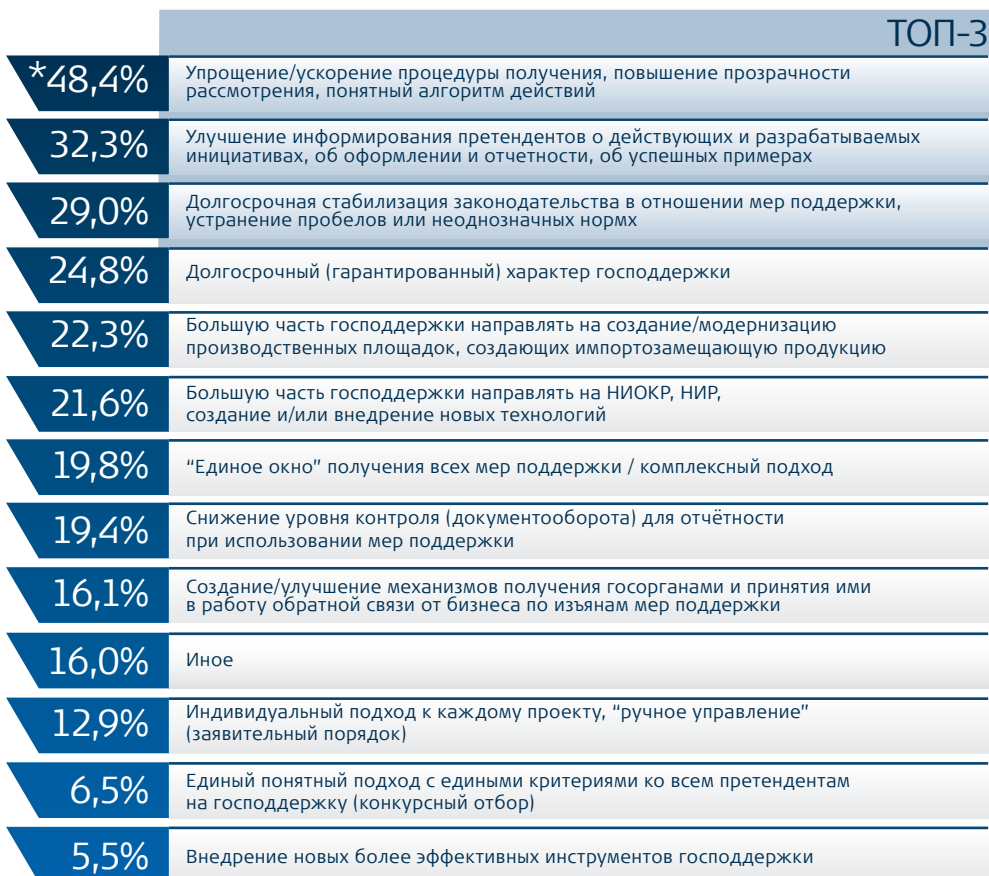 ТОП-3
*48,4%
Упрощение/ускорение процедуры получения, повышение прозрачности
рассмотрения, понятный алгоритм действий
32,3%
Улучшение информирования претендентов о действующих и разрабатываемых
инициативах, об оформлении и отчетности, об успешных примерах
29,0%
Долгосрочная стабилизация законодательства в отношении мер поддержки,
устранение пробелов или неоднозначных нормх
24,8%
Долгосрочный (гарантированный) характер господдержки
22,3%
Большую часть господдержки направлять на создание/модернизацию
производственных площадок, создающих импортозамещающую продукцию
21,6%
Большую часть господдержки направлять на НИОКР, НИР,
создание и/или внедрение новых технологий
19,8%
“Единое окно” получения всех мер поддержки / комплексный подход
19,4%
Снижение уровня контроля (документооборота) для отчётности
при использовании мер поддержки
16,1%
Создание/улучшение механизмов получения госорганами и принятия ими
в работу обратной связи от бизнеса по изъянам мер поддержки
16,0%
Иное
12,9%
Индивидуальный подход к каждому проекту, “ручное управление”
(заявительный порядок)
6,5%
Единый понятный подход с едиными критериями ко всем претендентам
на господдержку (конкурсный отбор)
5,5%
Внедрение новых более эффективных инструментов господдержки